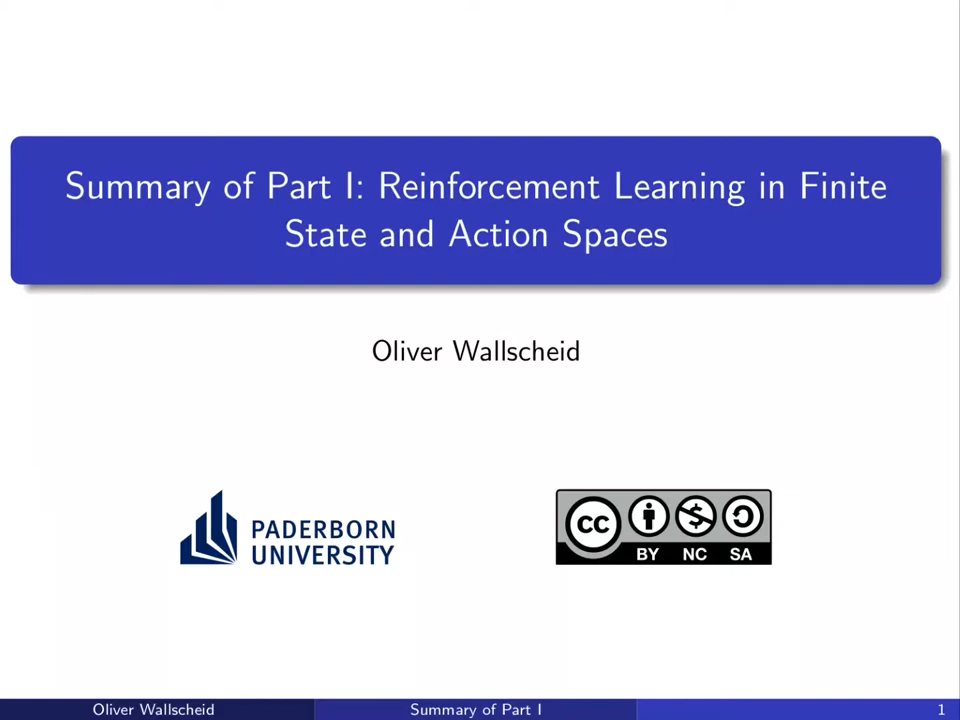 Summary of Part I: Reinforcement Learning in Finite
State and Action Spaces
Oliver Wallscheid
PADERBORN
UNIVERSITY
cc
BY NC SA
Oliver Wallscheid
Summary of Part I
1